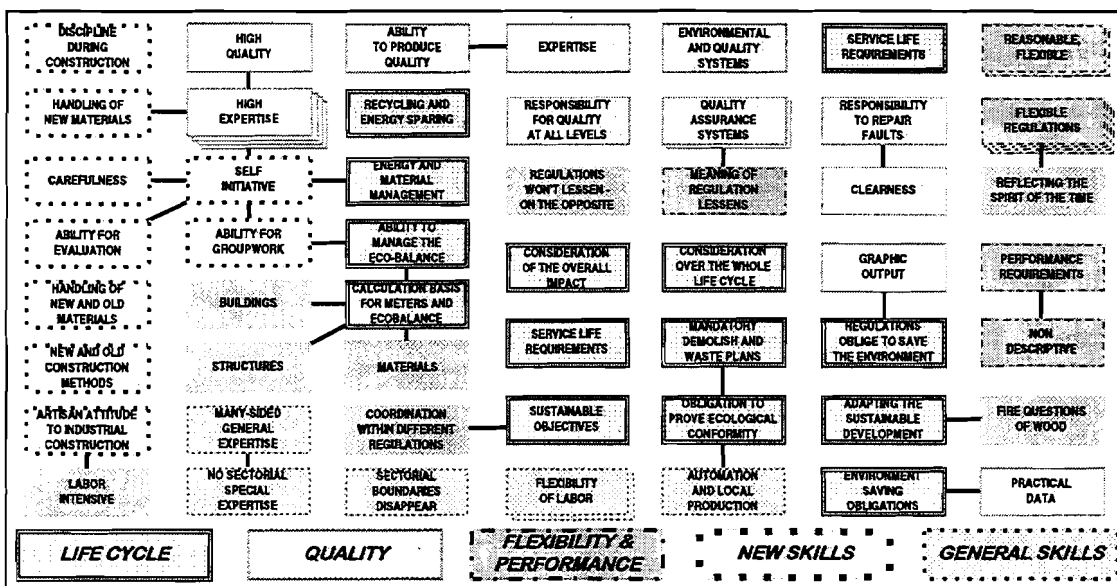 DISCIPLINE
DURING
CONSTRUCTION
HIGH
QUALITY
ABILITY
TO PRODUCE
QUALITY
EXPERTISE
ENVIRONMENTAL
AND QUALITY
SYSTEMS
SERVICE LIFE
REQUIREMENTS
REASONABLE,
FLEXIBLE
HANDLING OF
NEW MATERIALS
HIGH
EXPERTISE
RECYCLING AND
ENERGY SPARING
RESPONSIBILITY
FOR QUALITY
AT ALL LEVELS
QUALITY
ASSURANCE
SYSTEMS
RESPONSIBILITY
TO REPAIR
FAULTS
FLEXIBLE
REGULATIONS
CAREFULNESS
SELF
INITIATIVE
ENERGY AND
MATERIAL
MANAGEMENT
REGULATIONS
WON'T LESSEN -
ON THE OPPOSITE
MEANING OF
REGULATION
LESSENS
CLEARNESS
REFLECTING THE
SPIRIT OF THE TIME
ABILITY FOR
EVALUATION
ABILITY FOR
GROUPWORK
ABILITY TO
MANAGE THE
ECO-BALANCE
CONSIDERATION
OF THE OVERALL
IMPACT
CONSIDERATION
OVER THE WHOLE
LIFE CYCLE
GRAPHIC
OUTPUT
PERFORMANCE
REQUIREMENTS
HANDLING OF
NEW AND OLD
MATERIALS
BUILDINGS
CALCULATION BASIS
FOR METERS AND
ECOBALANCE
SERVICE LIFE
REQUIREMENTS
MANDATORY
DEMOLISH AND
WASTE PLANS
REGULATIONS
OBLIGE TO SAVE
THE ENVIRONMENT
NON
DESCRIPTIVE
NEW AND OLD
CONSTRUCTION
METHODS
STRUCTURES
MATERIALS
ARTISAN ATTITUDE
TO INDUSTRIAL
CONSTRUCTION
MANY-SIDED
GENERAL
EXPERTISE
COORDINATION
WITHIN DIFFERENT
REGULATIONS
SUSTAINABLE
OBJECTIVES
OBLIGATION TO
PROVE ECOLOGICAL
CONFORMITY
ADAPTING THE
SUSTAINABLE
DEVELOPMENT
FIRE QUESTIONS
OF WOOD
LABOR
INTENSIVE
NO SECTORIAL
SPECIAL
EXPERTISE
SECTORIAL
BOUNDARIES
DISAPPEAR
FLEXIBILITY
OF LABOR
AUTOMATION
AND LOCAL
PRODUCTION
ENVIRONMENT
SAVING
OBLIGATIONS
PRACTICAL
DATA
LIFE CYCLE
QUALITY
FLEXIBILITY &
PERFORMANCE
NEW SKILLS
GENERAL SKILLS